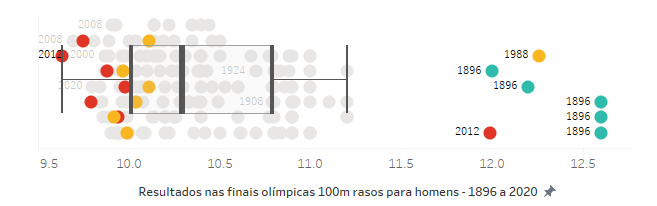 2008
2008
2012 2000 1988
1924 1896
2020 1896
1908 1896
1896
2012 1896
9.5 10.0 10.5 11.0 11.5 12.0 12.5
Resultados nas finais olímpicas 100m rasos para homens - 1896 a 2020